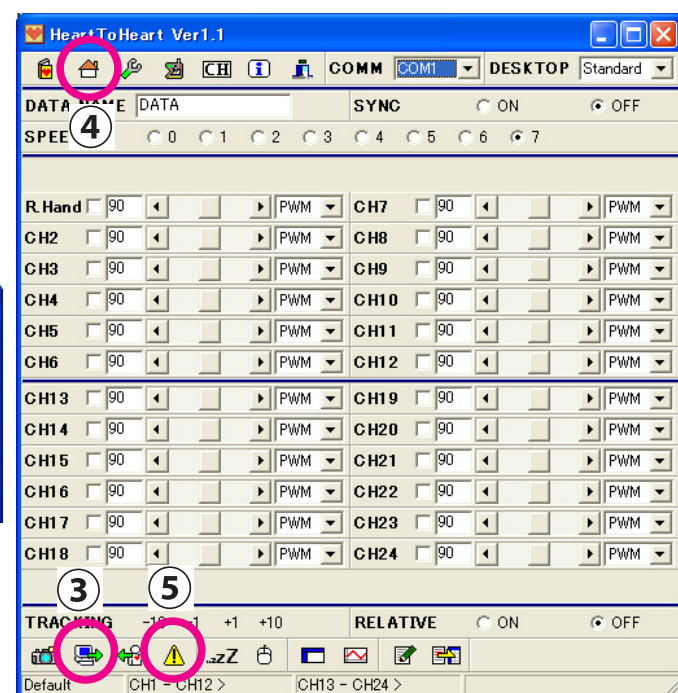 HeartToHeart Ver1.1
CH COMM COM1 DESKTOP Standard
④
DATA NAME DATA SYNC ON OFF
SPEE 0 1 2 3 4 5 6 7
R.Hand 90 PWM CH7 90 PWM
CH2 90 PWM CH8 90 PWM
CH3 90 PWM CH9 90 PWM
CH4 90 PWM CH10 90 PWM
CH5 90 PWM CH11 90 PWM
CH6 90 PWM CH12 90 PWM
CH13 90 PWM CH19 90 PWM
CH14 90 PWM CH20 90 PWM
CH15 90 PWM CH21 90 PWM
CH16 90 PWM CH22 90 PWM
CH17 90 PWM CH23 90 PWM
CH18 90 PWM CH24 90 PWM
③ ⑤
TRACKING -10 -1 +1 +10 RELATIVE ON OFF
..zZZ
Default CH1 - CH12 > CH13 - CH24 >